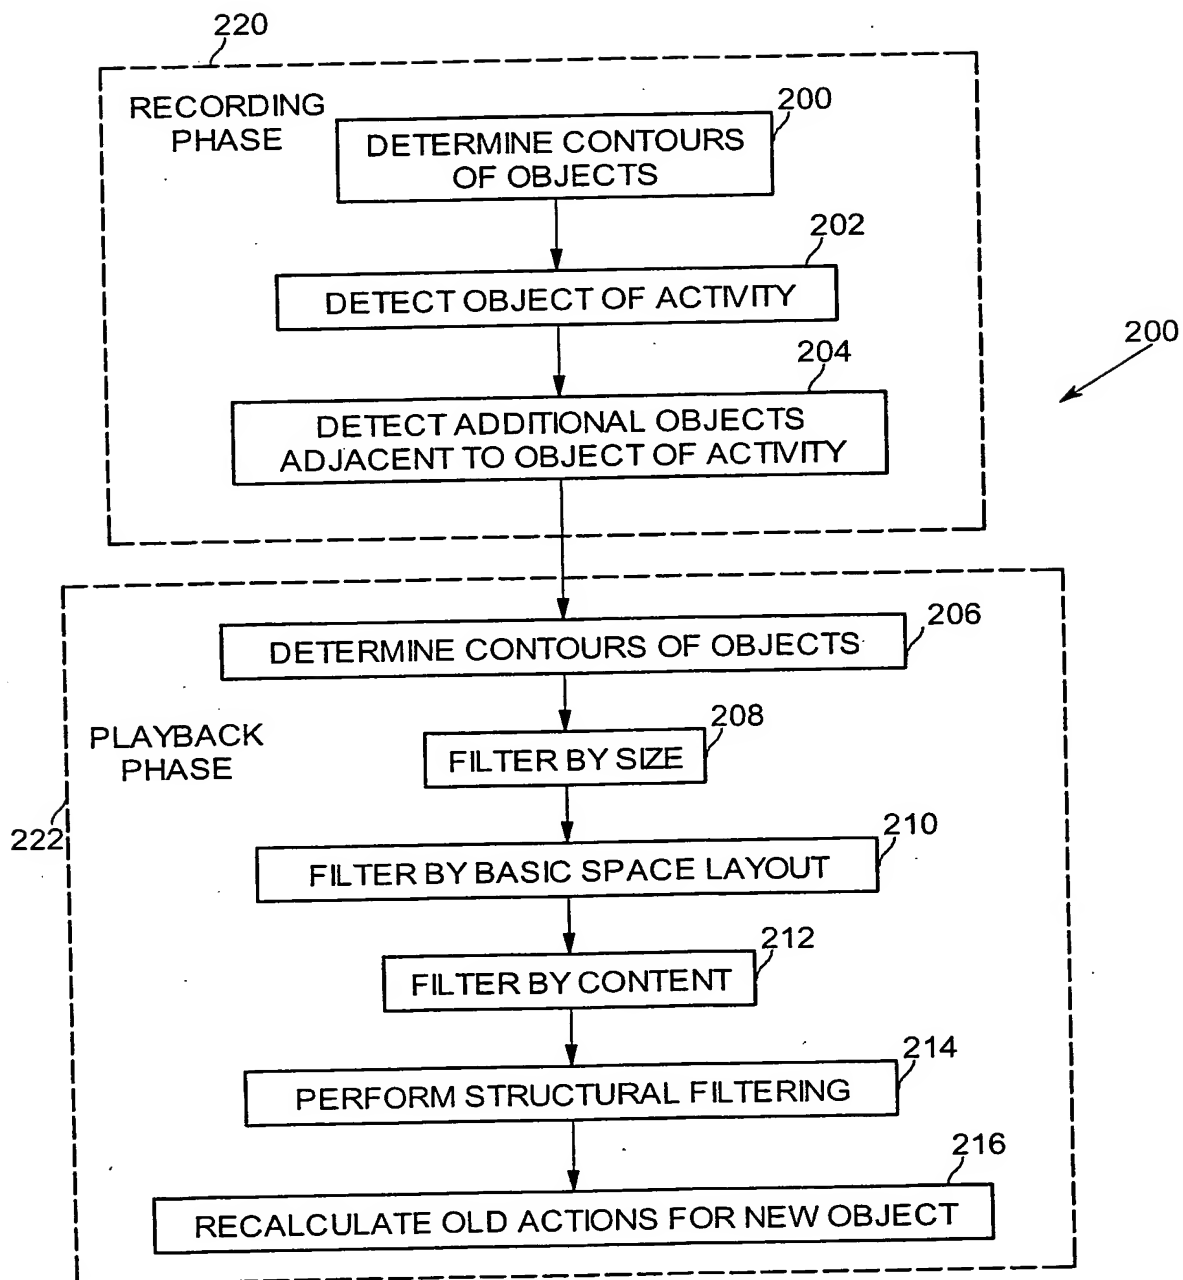 220
RECORDING
PHASE
200
DETERMINE CONTOURS
OF OBJECTS
202
DETECT OBJECT OF ACTIVITY
200
204
DETECT ADDITIONAL OBJECTS
ADJACENT TO OBJECT OF ACTIVITY
206
DETERMINE CONTOURS OF OBJECTS
PLAYBACK
PHASE
208
FILTER BY SIZE
222
210
FILTER BY BASIC SPACE LAYOUT
212
FILTER BY CONTENT
214
PERFORM STRUCTURAL FILTERING
216
RECALCULATE OLD ACTIONS FOR NEW OBJECT